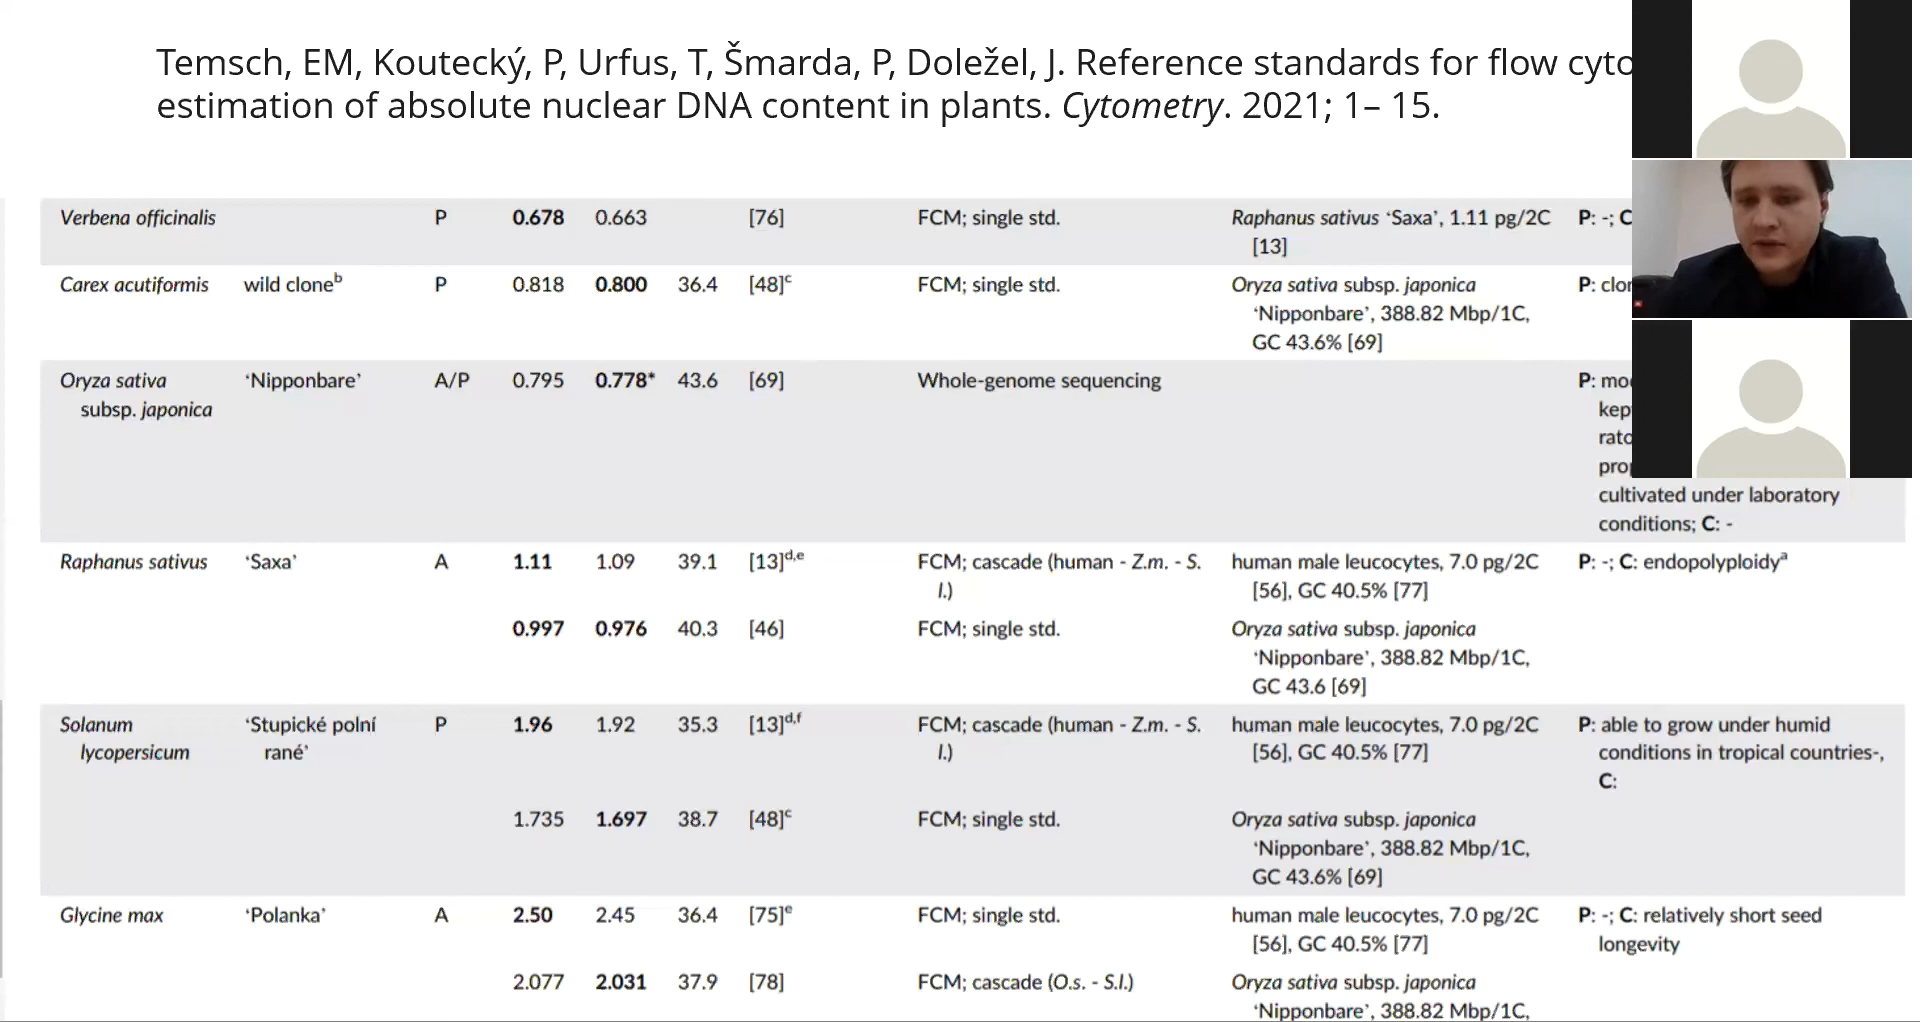 Temsch, EM, Koutecký, P, Urfus, T, Šmarda, P, Doležel, J. Reference standards for flow cyto
estimation of absolute nuclear DNA content in plants. Cytometry. 2021; 1– 15.
Verbena officinalis P 0.678 0.663 [76] FCM; single std. Raphanus sativus ‘Saxa’, 1.11 pg/2C P: -; C
[13]
Carex acutiformis wild cloneᵇ P 0.818 0.800 36.4 [48]ᶜ FCM; single std. Oryza sativa subsp. japonica P:
‘Nipponbare’, 388.82 Mbp/1C,
GC 43.6% [69]
Oryza sativa ‘Nipponbare’ A/P 0.795 0.778* 43.6 [69] Whole-genome sequencing P:
subsp. japonica
cultivated under laboratory
conditions; C: -
Raphanus sativus ‘Saxa’ A 1.11 1.09 39.1 [13]ᵈ,ᵉ FCM; cascade (human - Z.m. - S. human male leucocytes, 7.0 pg/2C P: -; C: endopolyploidyᵃ
l.) [56], GC 40.5% [77]
0.997 0.976 40.3 [46] FCM; single std. Oryza sativa subsp. japonica
‘Nipponbare’, 388.82 Mbp/1C,
GC 43.6 [69]
Solanum ‘Stupické polní P 1.96 1.92 35.3 [13]ᵈ,ᶠ FCM; cascade (human - Z.m. - S. human male leucocytes, 7.0 pg/2C P: able to grow under humid
lycopersicum rané’ l.) [56], GC 40.5% [77] conditions in tropical countries-,
C:
1.735 1.697 38.7 [48]ᶜ FCM; single std. Oryza sativa subsp. japonica
‘Nipponbare’, 388.82 Mbp/1C,
GC 43.6% [69]
Glycine max ‘Polanka’ A 2.50 2.45 36.4 [75]ᵉ FCM; single std. human male leucocytes, 7.0 pg/2C P: -; C: relatively short seed
[56], GC 40.5% [77] longevity
2.077 2.031 37.9 [78] FCM; cascade (O.s. - S.l.) Oryza sativa subsp. japonica
‘Nipponbare’, 388.82 Mbp/1C,